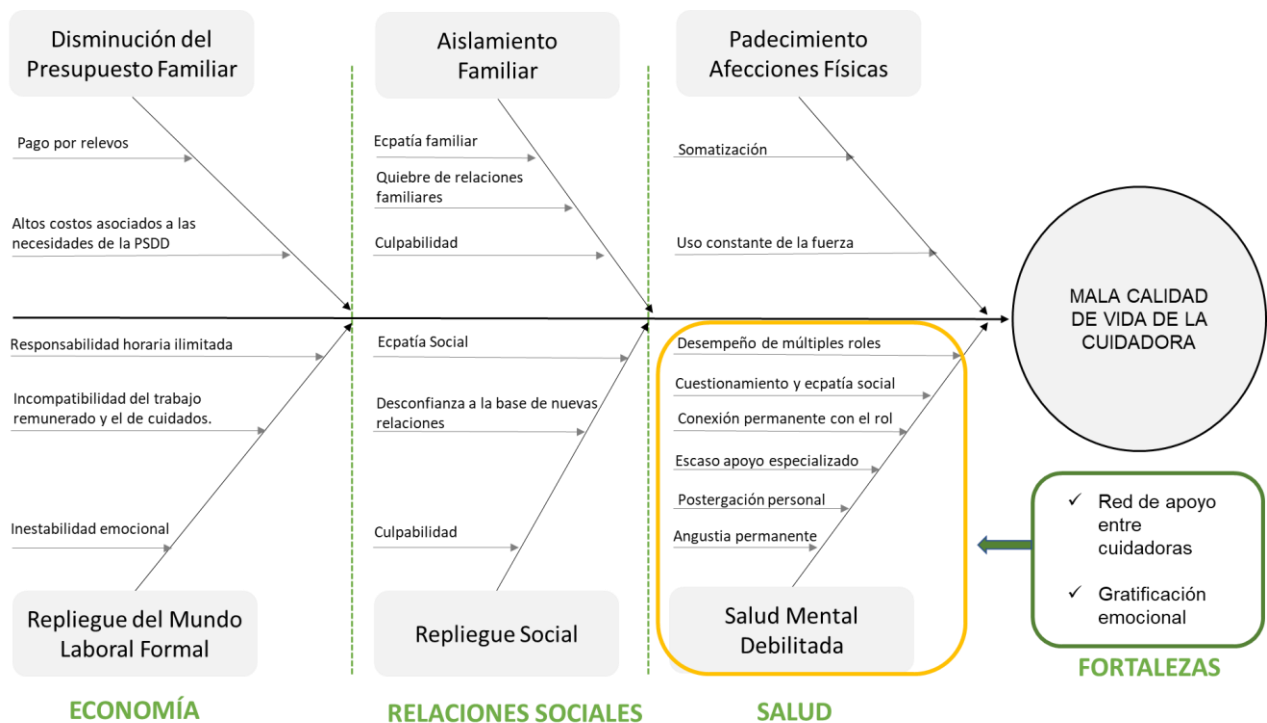 Disminución del
Presupuesto Familiar
Aislamiento
Familiar
Padecimiento
Afecciones Físicas
Pago por relevos
Altos costos asociados a las
necesidades de la PSDD
Ecpatía familiar
Quiebre de relaciones
familiares
Culpabilidad
Somatización
Uso constante de la fuerza
MALA CALIDAD
DE VIDA DE LA
CUIDADORA
Responsabilidad horaria ilimitada
Incompatibilidad del trabajo
remunerado y el de cuidados.
Inestabilidad emocional
Ecpatía Social
Desconfianza a la base de nuevas
relaciones
Culpabilidad
Desempeño de múltiples roles
Cuestionamiento y ecpatía social
Conexión permanente con el rol
Escaso apoyo especializado
Postergación personal
Angustia permanente
✓ Red de apoyo
entre
cuidadoras
✓ Gratificación
emocional
Repliegue del Mundo
Laboral Formal
Repliegue Social
Salud Mental
Debilitada
FORTALEZAS
ECONOMÍA
RELACIONES SOCIALES
SALUD